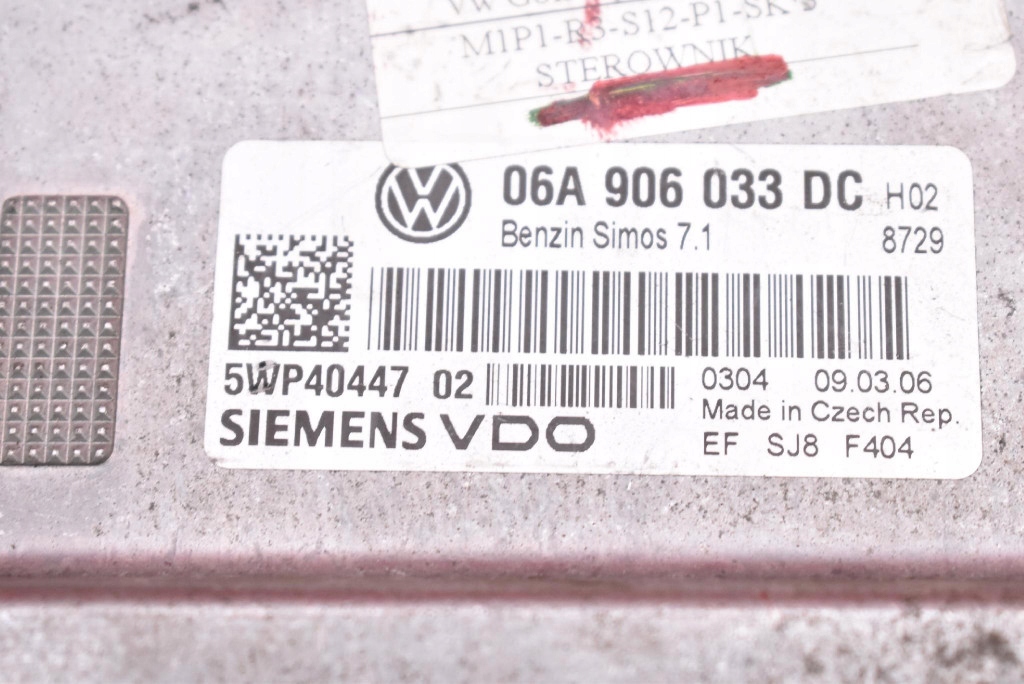 VW
M1P1-R3-S12-P1-SK
STEROWNIK
06A 906 033 DC H02
Benzin Simos 7.1 8729
5WP40447 02
0304 09.03.06
SIEMENS VDO
Made in Czech Rep.
EF SJ8 F404